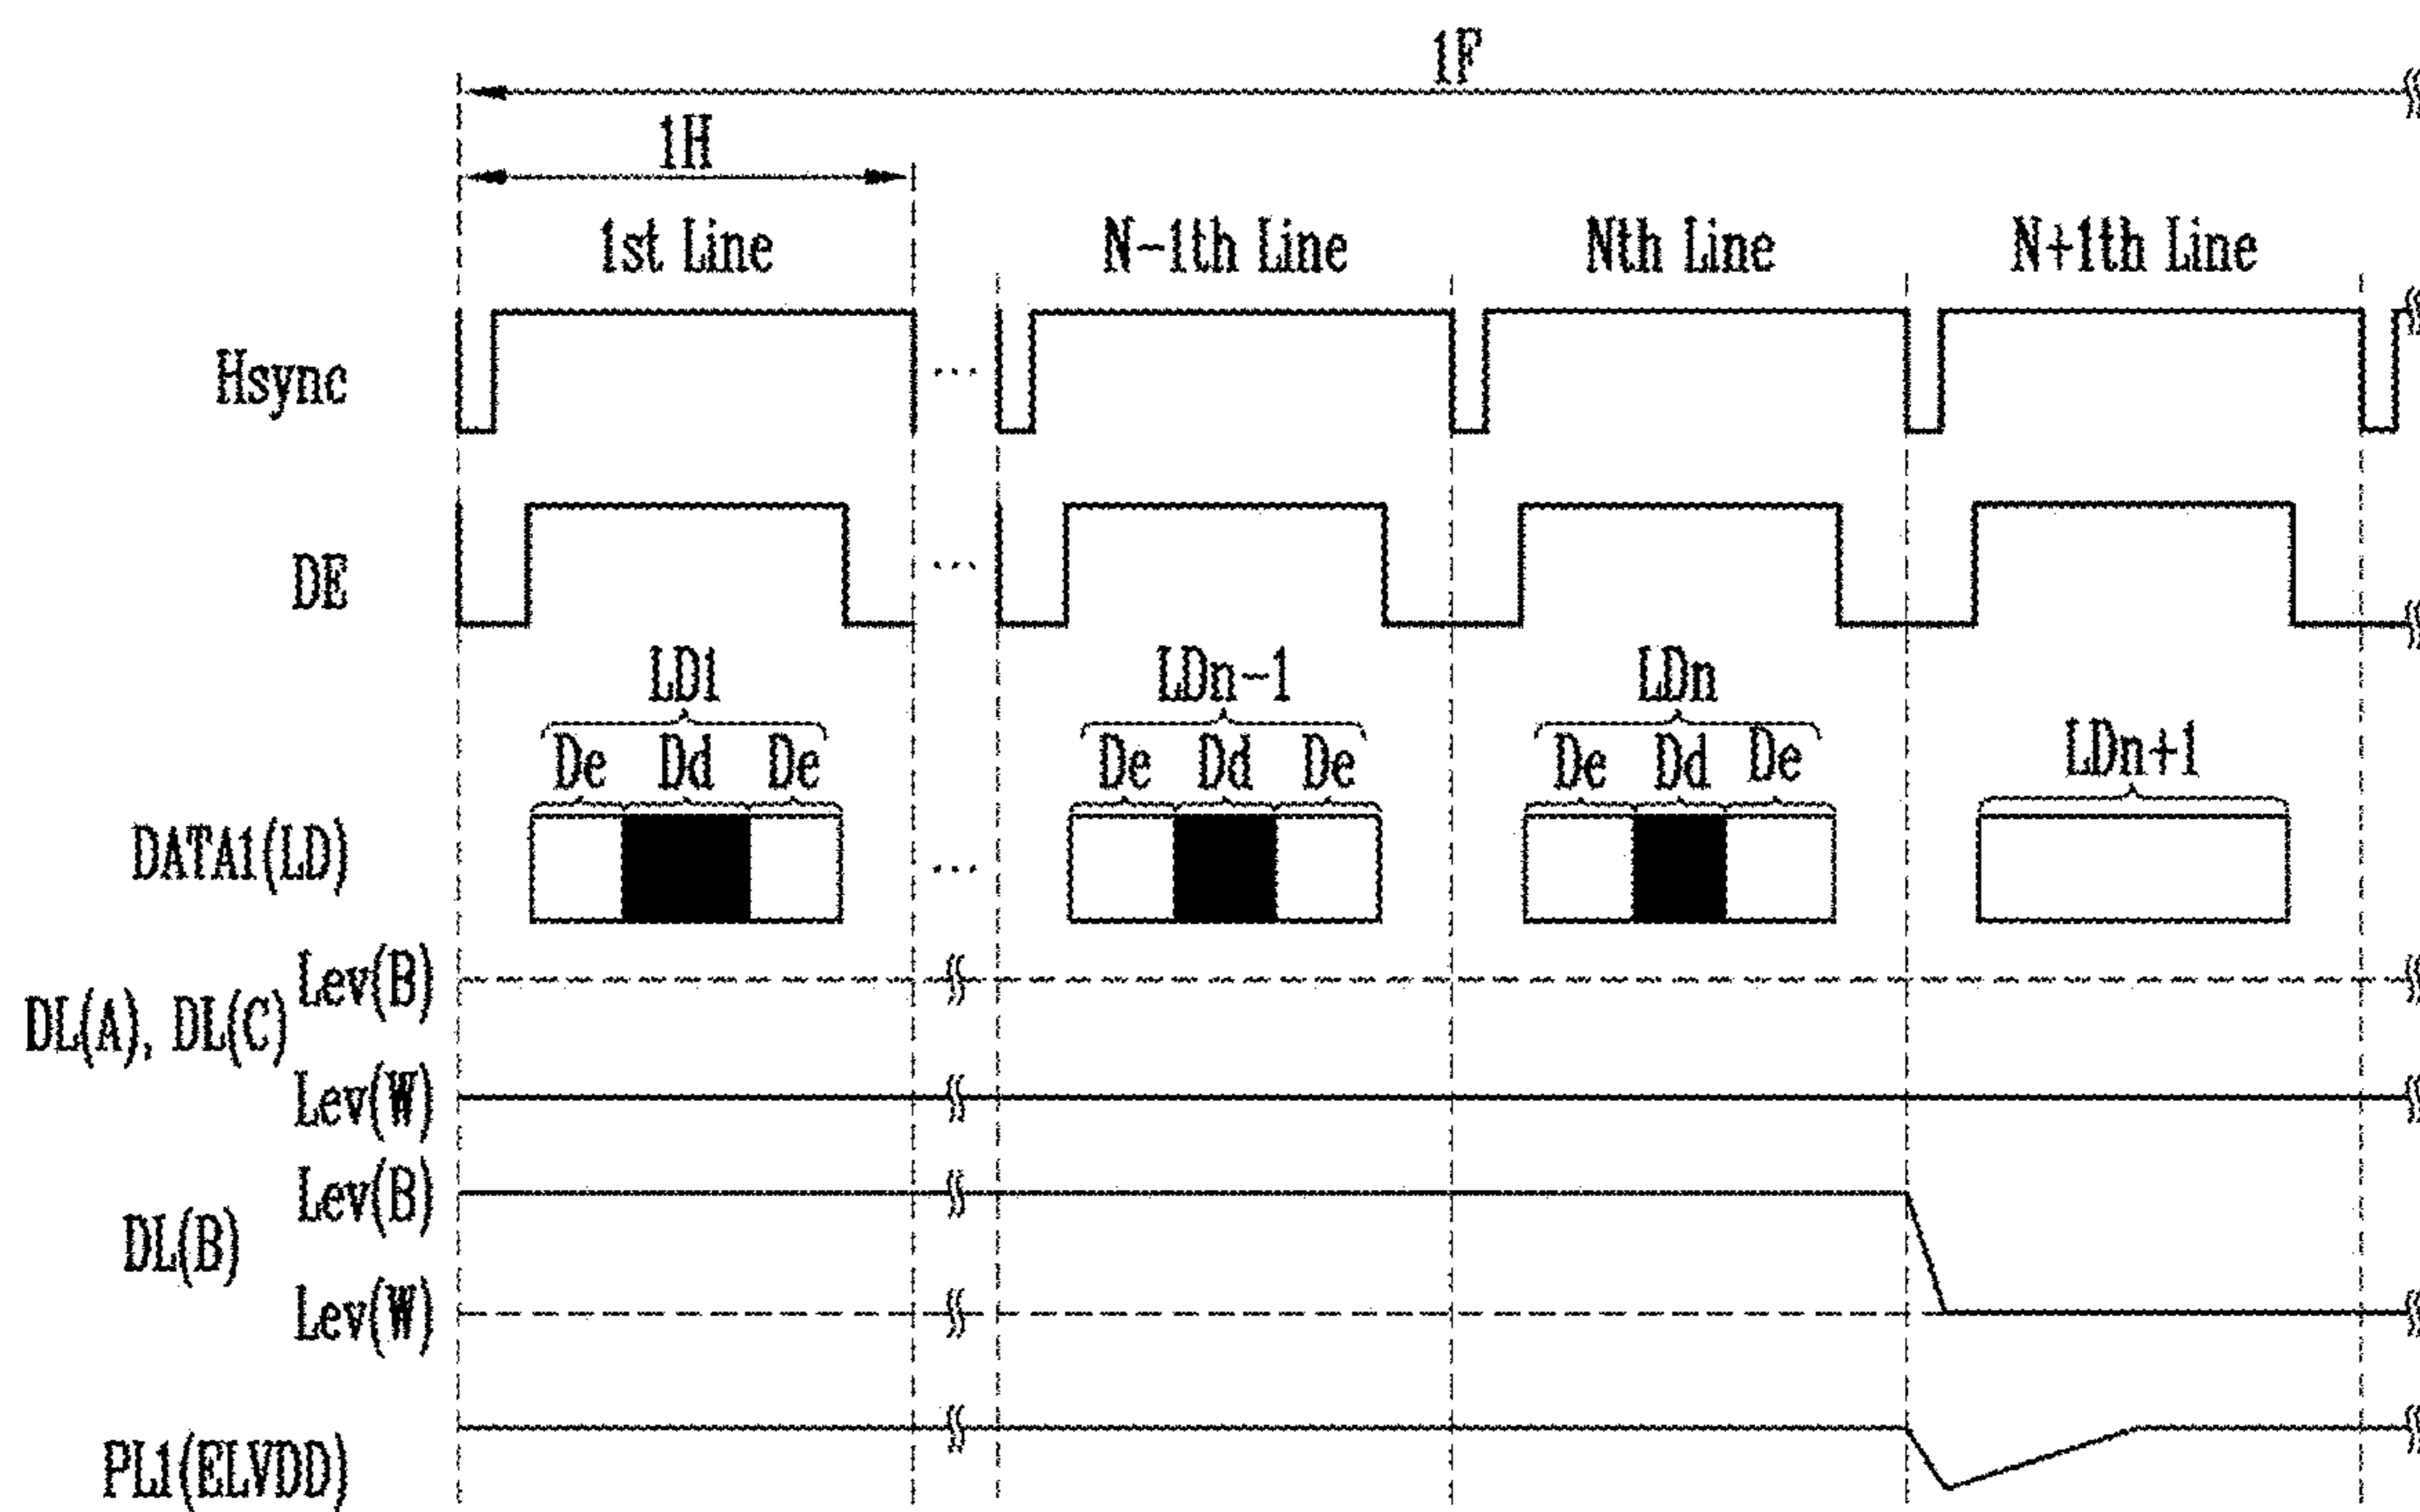 1F
1H
1st Line N-1th Line Nth Line N+1th Line
Hsync ...
DE ...
LD1 LDn-1 LDn LDn+1
De Dd De De Dd De De Dd De
DATA1(LD) ...
Lev(B)
DL(A), DL(C)
Lev(W)
Lev(B)
DL(B)
Lev(W)
PL1(ELVDD)